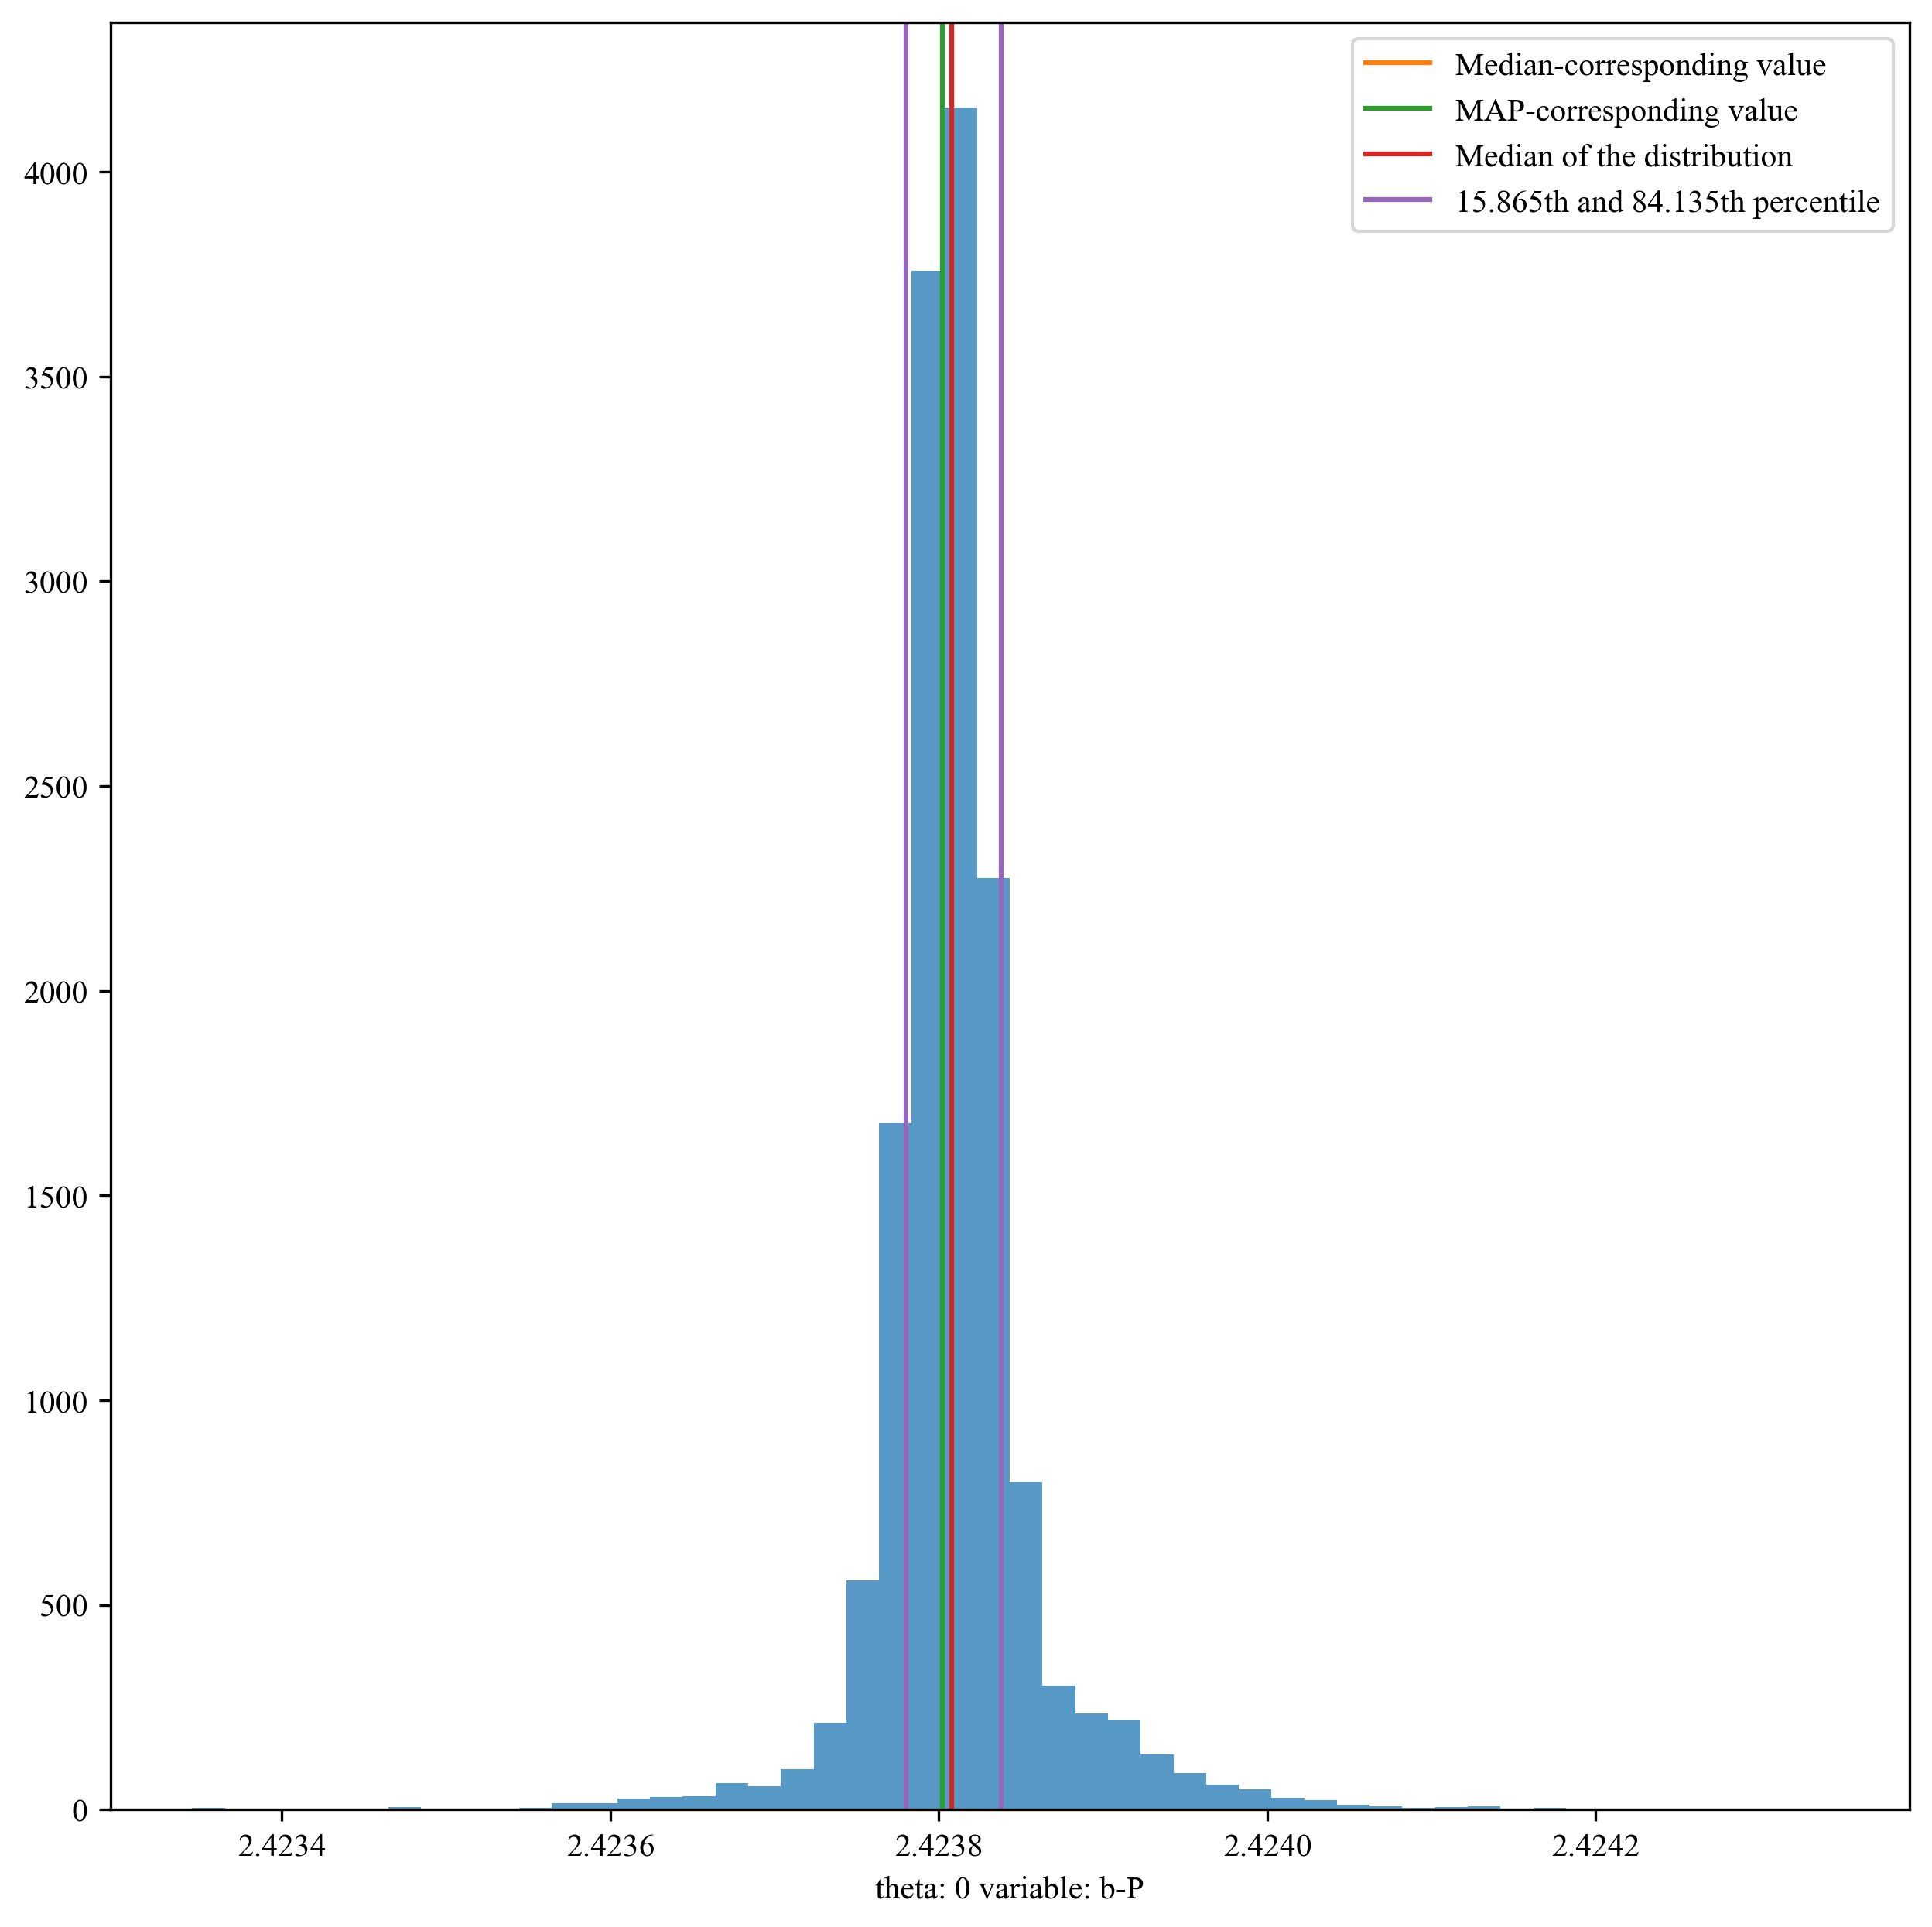 Median-corresponding value
MAP-corresponding value
Median of the distribution
15.865th and 84.135th percentile
4000
3500
3000
2500
2000
1500
1000
500
0
2.4234 2.4236 2.4238 2.4240 2.4242
theta: 0 variable: b-P